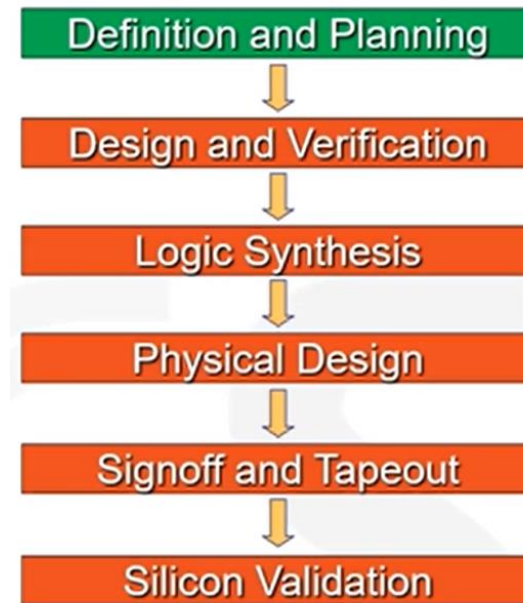 Definition and Planning
Design and Verification
Logic Synthesis
Physical Design
Signoff and Tapeout
Silicon Validation